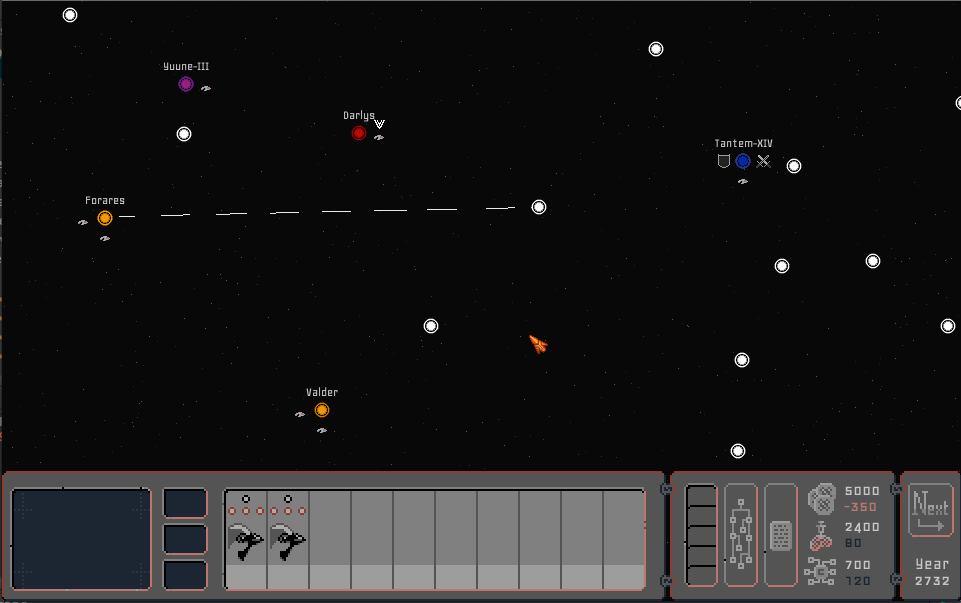 Yuune-III
Darlys
Tantem-XIV
Forares
Valder
5000
-350
2400
80
700
120
Next
Year
2732